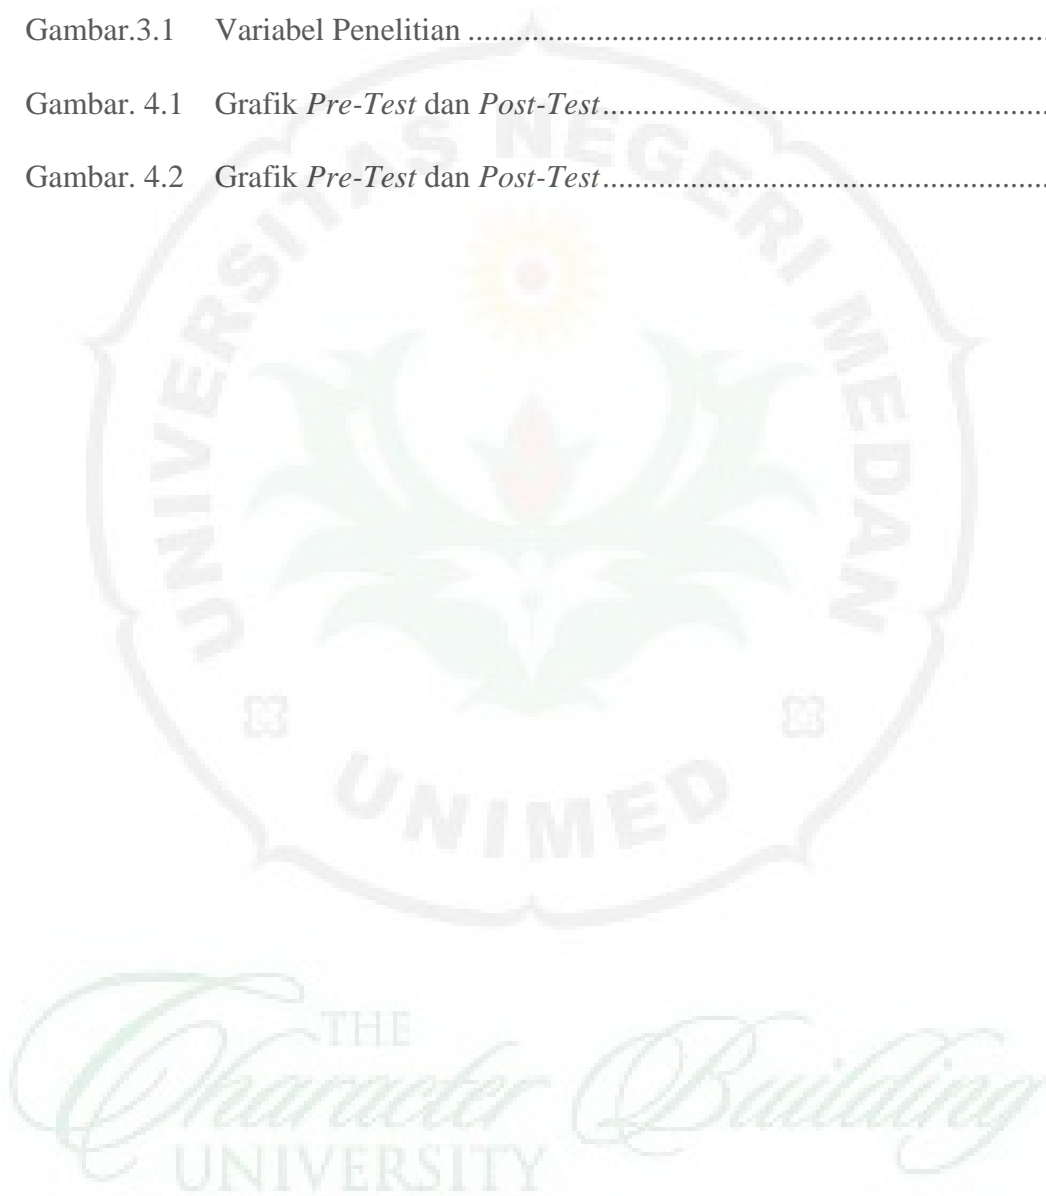 Gambar.3.1 Variabel Penelitian ........................................................................
Gambar. 4.1 Grafik Pre-Test dan Post-Test.......................................................
Gambar. 4.2 Grafik Pre-Test dan Post-Test.......................................................
UNIVERSITAS NEGERI MEDAN
UNIMED
THE
Character Building
UNIVERSITY